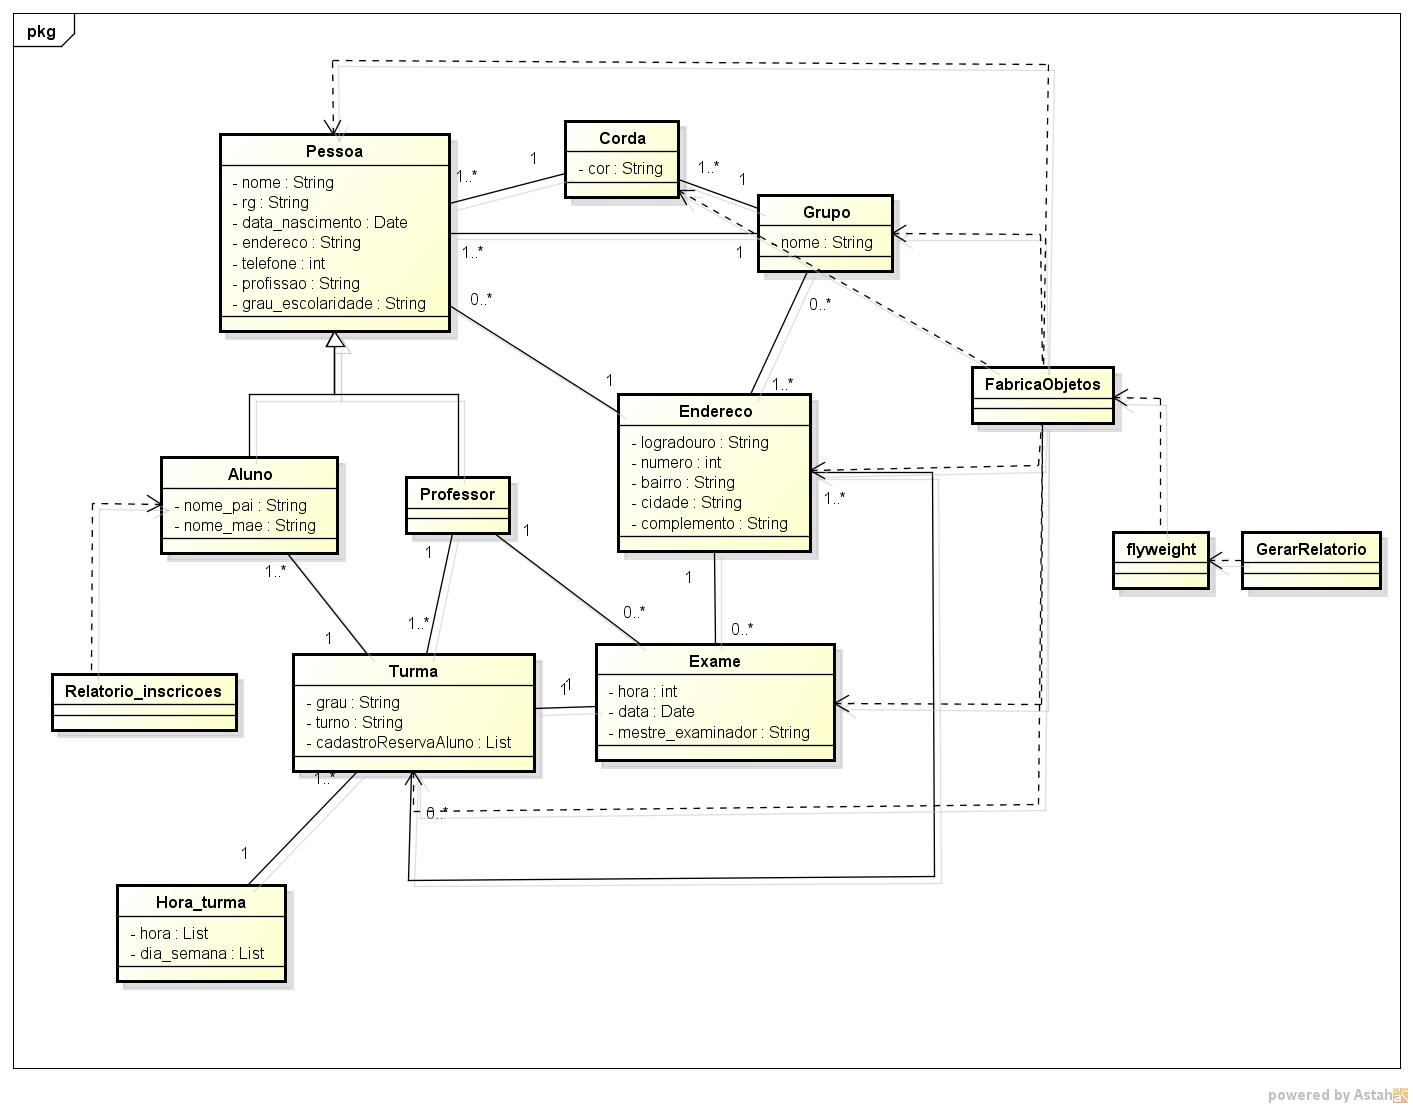 pkg
Pessoa
- nome : String
- rg : String
- data_nascimento : Date
- endereco : String
- telefone : int
- profissao : String
- grau_escolaridade : String
Corda
- cor : String
Grupo
nome : String
1
1..*
1..*
1
1..*
1
0..*
1
0..*
1..*
FabricaObjetos
Endereco
- logradouro : String
- numero : int
- bairro : String
- cidade : String
- complemento : String
1..*
Aluno
- nome_pai : String
- nome_mae : String
Professor
flyweight
GerarRelatorio
1
1
1..*
1
1..*
0..*
1
0..*
Relatorio_inscricoes
Turma
- grau : String
- turno : String
- cadastroReservaAluno : List
1
1
Exame
- hora : int
- data : Date
- mestre_examinador : String
1..*
0..*
1
Hora_turma
- hora : List
- dia_semana : List
powered by Astah